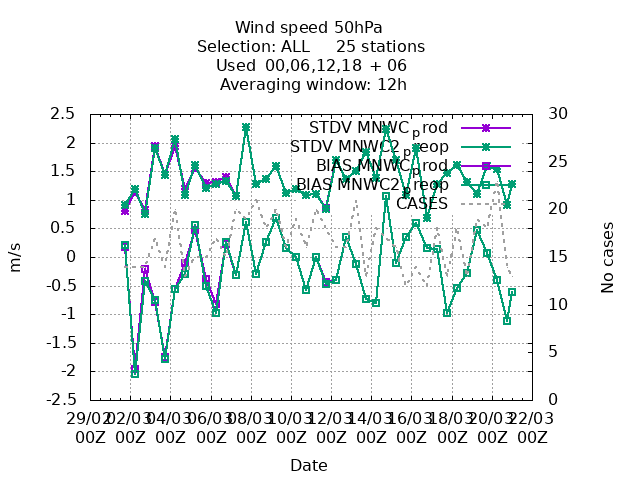 Wind speed 50hPa
Selection: ALL 25 stations
Used 00,06,12,18 + 06
Averaging window: 12h
STDV MNWC_prod
STDV MNWC2_preop
BIAS MNWC_prod
BIAS MNWC2_preop
CASES
2.5
2
1.5
1
0.5
0
-0.5
-1
-1.5
-2
-2.5
m/s
30
25
20
15
10
5
0
No cases
29/02 02/03 04/03 06/03 08/03 10/03 12/03 14/03 16/03 18/03 20/03 22/03
00Z 00Z 00Z 00Z 00Z 00Z 00Z 00Z 00Z 00Z 00Z 00Z
Date